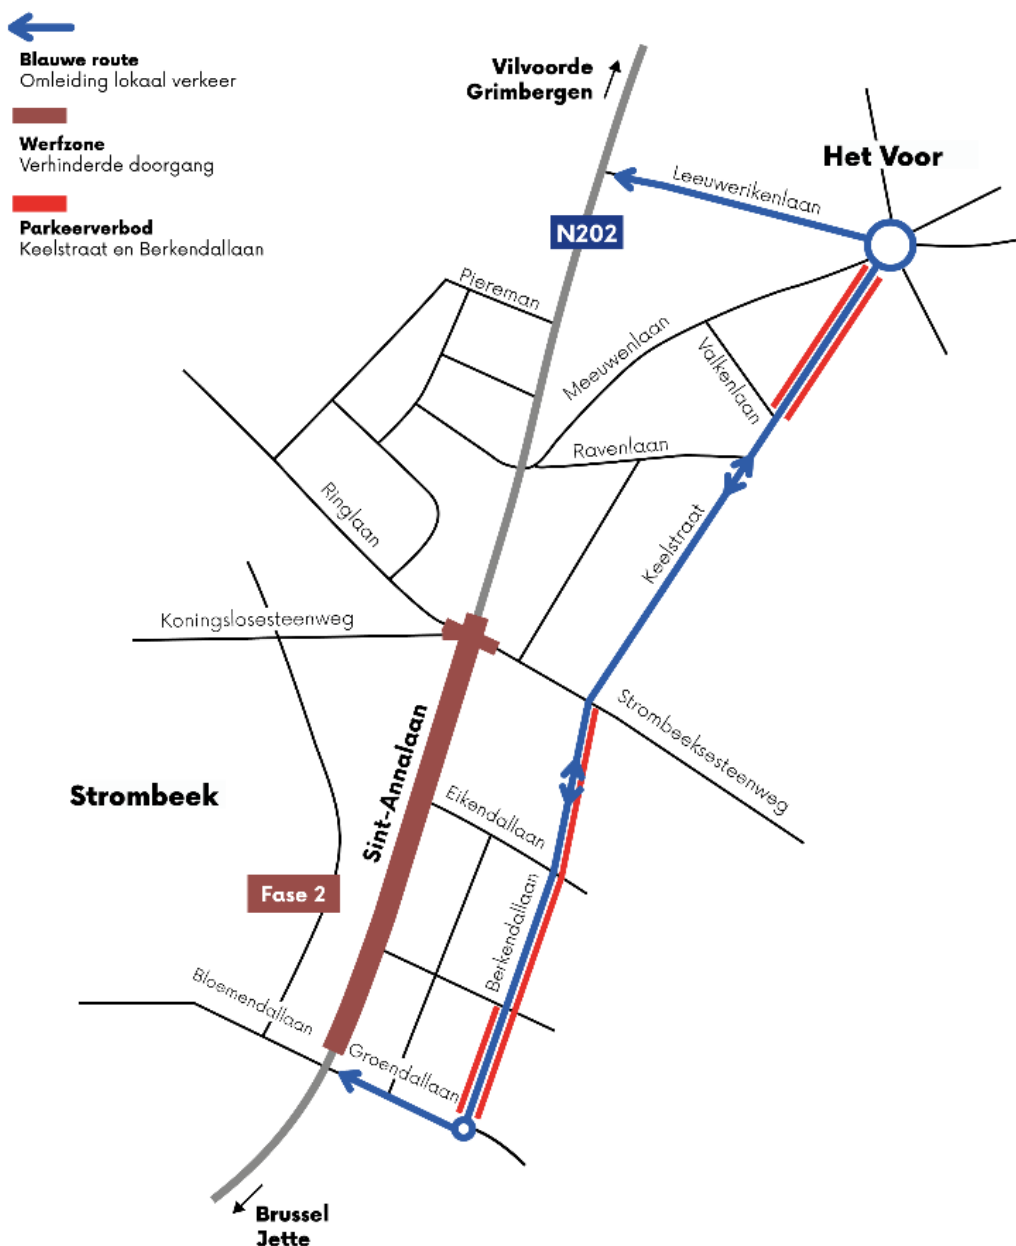 Blauwe route
Omleiding lokaal verkeer
Werfzone
Verhinderde doorgang
Parkeerverbod
Keelstraat en Berkendallaan
Vilvoorde
Grimbergen
Het Voor
Leeuwerikenlaan
N202
Piereman
Meeuwenlaan
Valkenlaan
Ravenlaan
Ringlaan
Keelstraat
Koningslosesteenweg
Strombeeksesteenweg
Sint-Annalaan
Strombeek
Eikendallaan
Fase 2
Berkendallaan
Bloemendallaan
Groendallaan
Brussel
Jette